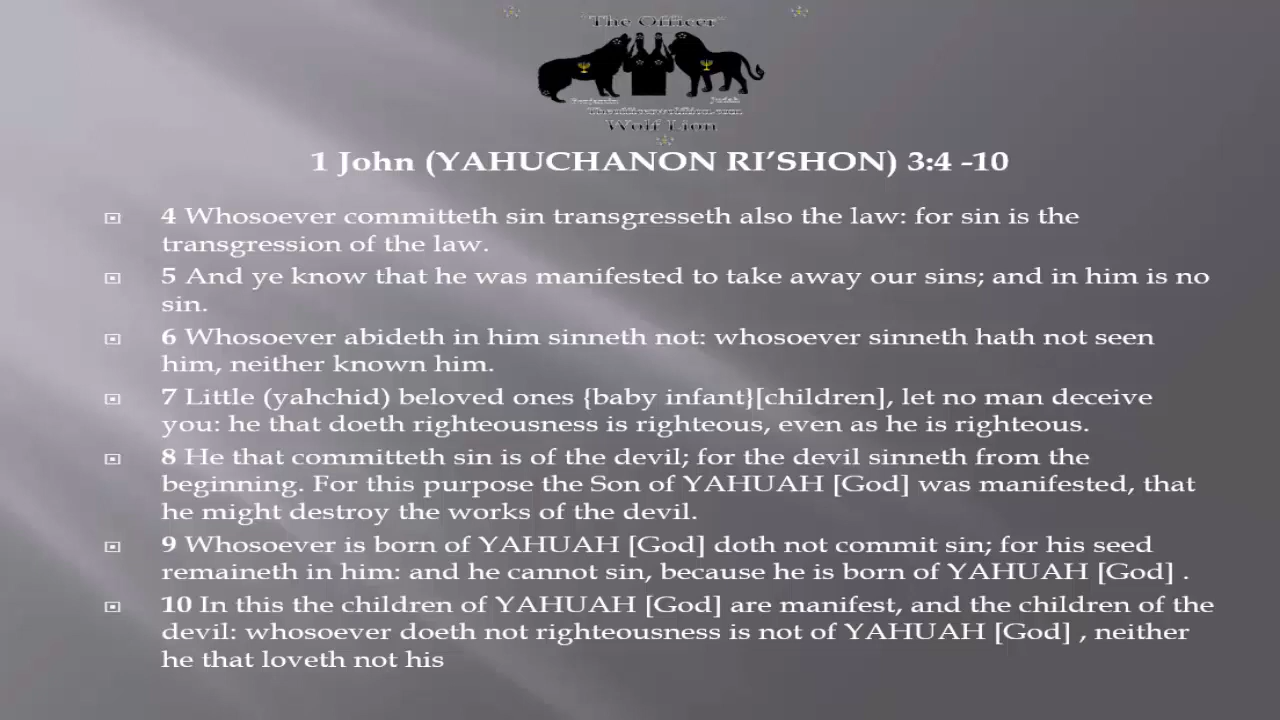 "The Officer"
Benjamin Judah
Theofficerwolflion.com
Wolf Lion
1 John (YAHUCHANON RI’SHON) 3:4 -10
4 Whosoever committeth sin transgresseth also the law: for sin is the
transgression of the law.
5 And ye know that he was manifested to take away our sins; and in him is no
sin.
6 Whosoever abideth in him sinneth not: whosoever sinneth hath not seen
him, neither known him.
7 Little (yahchid) beloved ones {baby infant}[children], let no man deceive
you: he that doeth righteousness is righteous, even as he is righteous.
8 He that committeth sin is of the devil; for the devil sinneth from the
beginning. For this purpose the Son of YAHUAH [God] was manifested, that
he might destroy the works of the devil.
9 Whosoever is born of YAHUAH [God] doth not commit sin; for his seed
remaineth in him: and he cannot sin, because he is born of YAHUAH [God] .
10 In this the children of YAHUAH [God] are manifest, and the children of the
devil: whosoever doeth not righteousness is not of YAHUAH [God] , neither
he that loveth not his